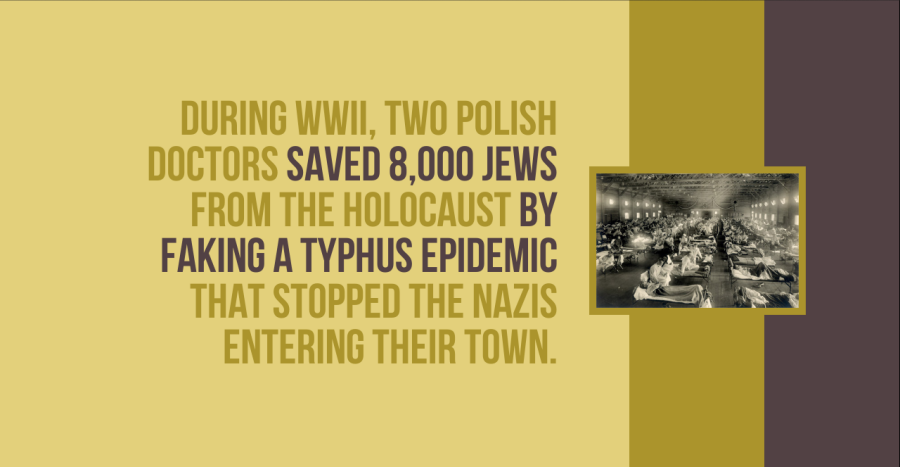 DURING WWII, TWO POLISH
DOCTORS SAVED 8,000 JEWS
FROM THE HOLOCAUST BY
FAKING A TYPHUS EPIDEMIC
THAT STOPPED THE NAZIS
ENTERING THEIR TOWN.